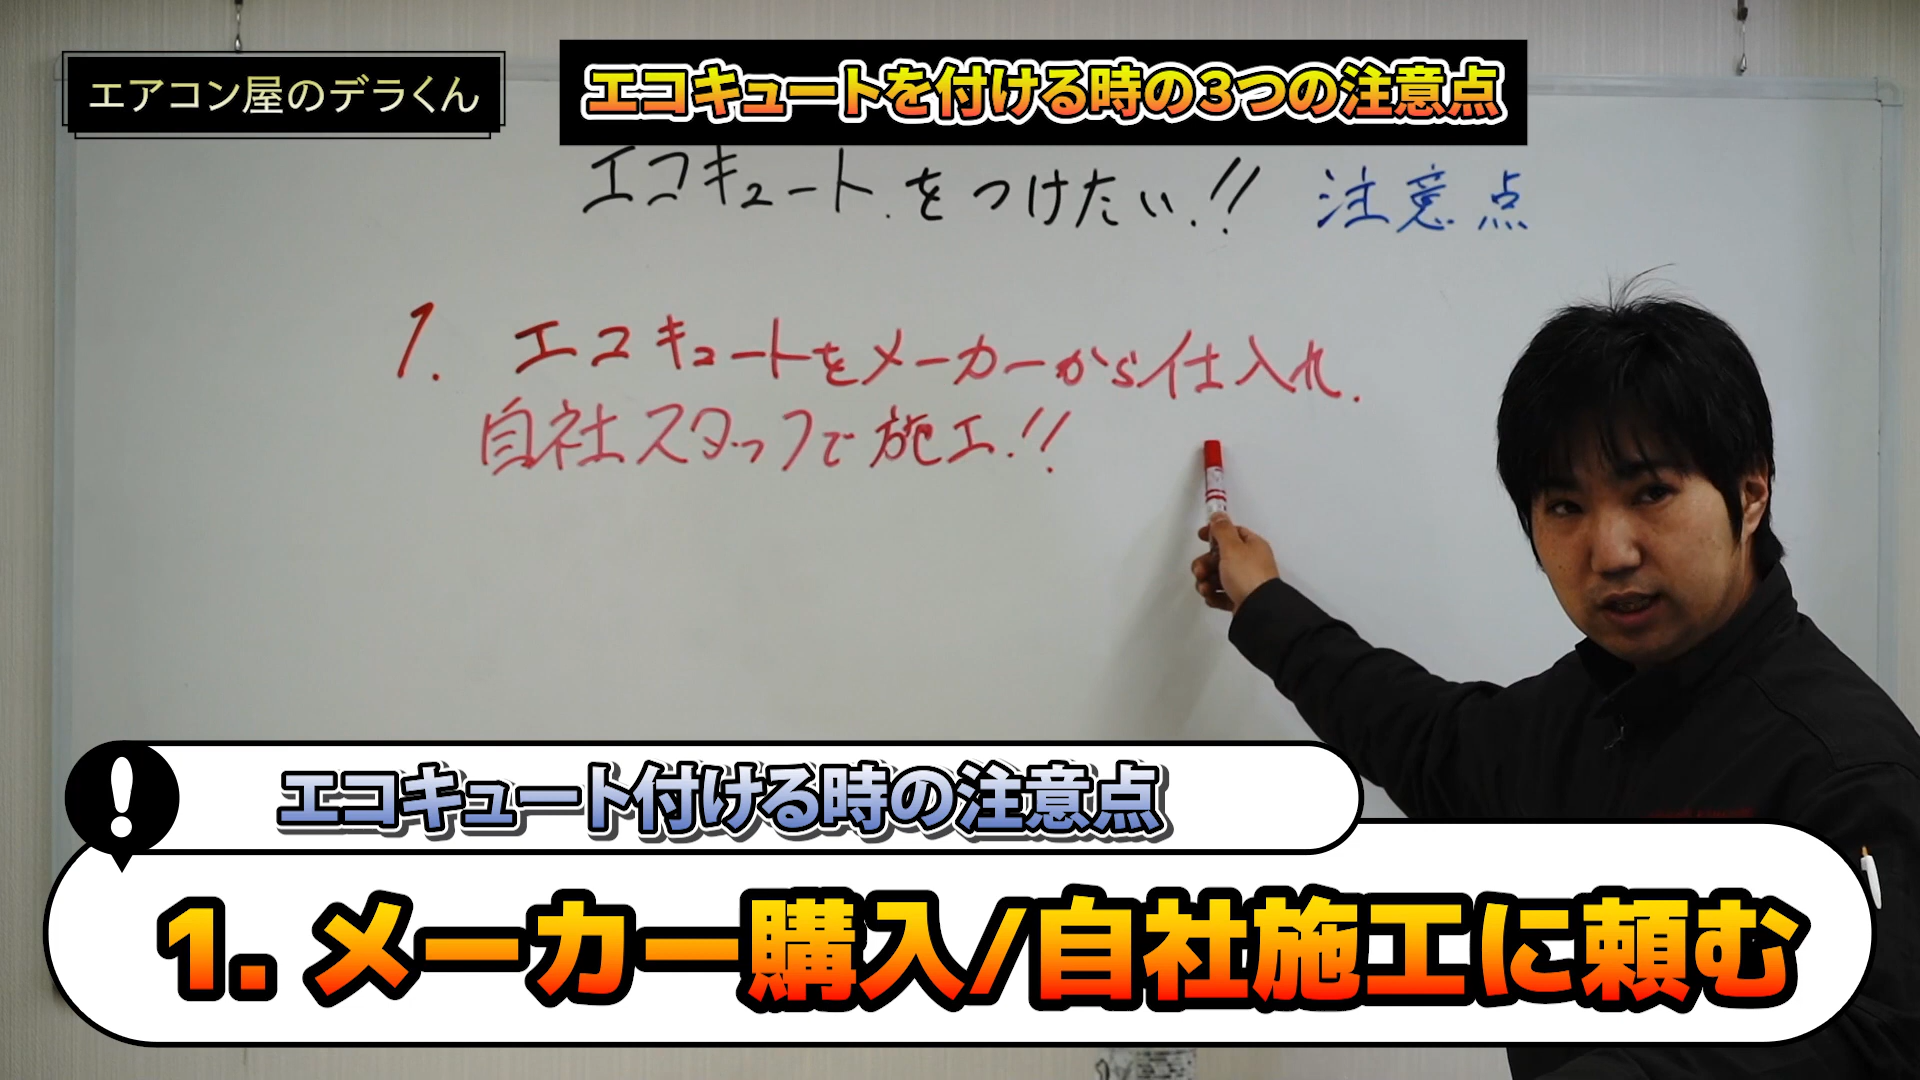 エアコン屋のデラくん
エコキュートを付ける時の3つの注意点
エコキュートをつけたい!! 注意点
1. エコキュートをメーカーから仕入れ.
自社スタッフで施工!!
!
エコキュート付ける時の注意点
1. メーカー購入/自社施工に頼む